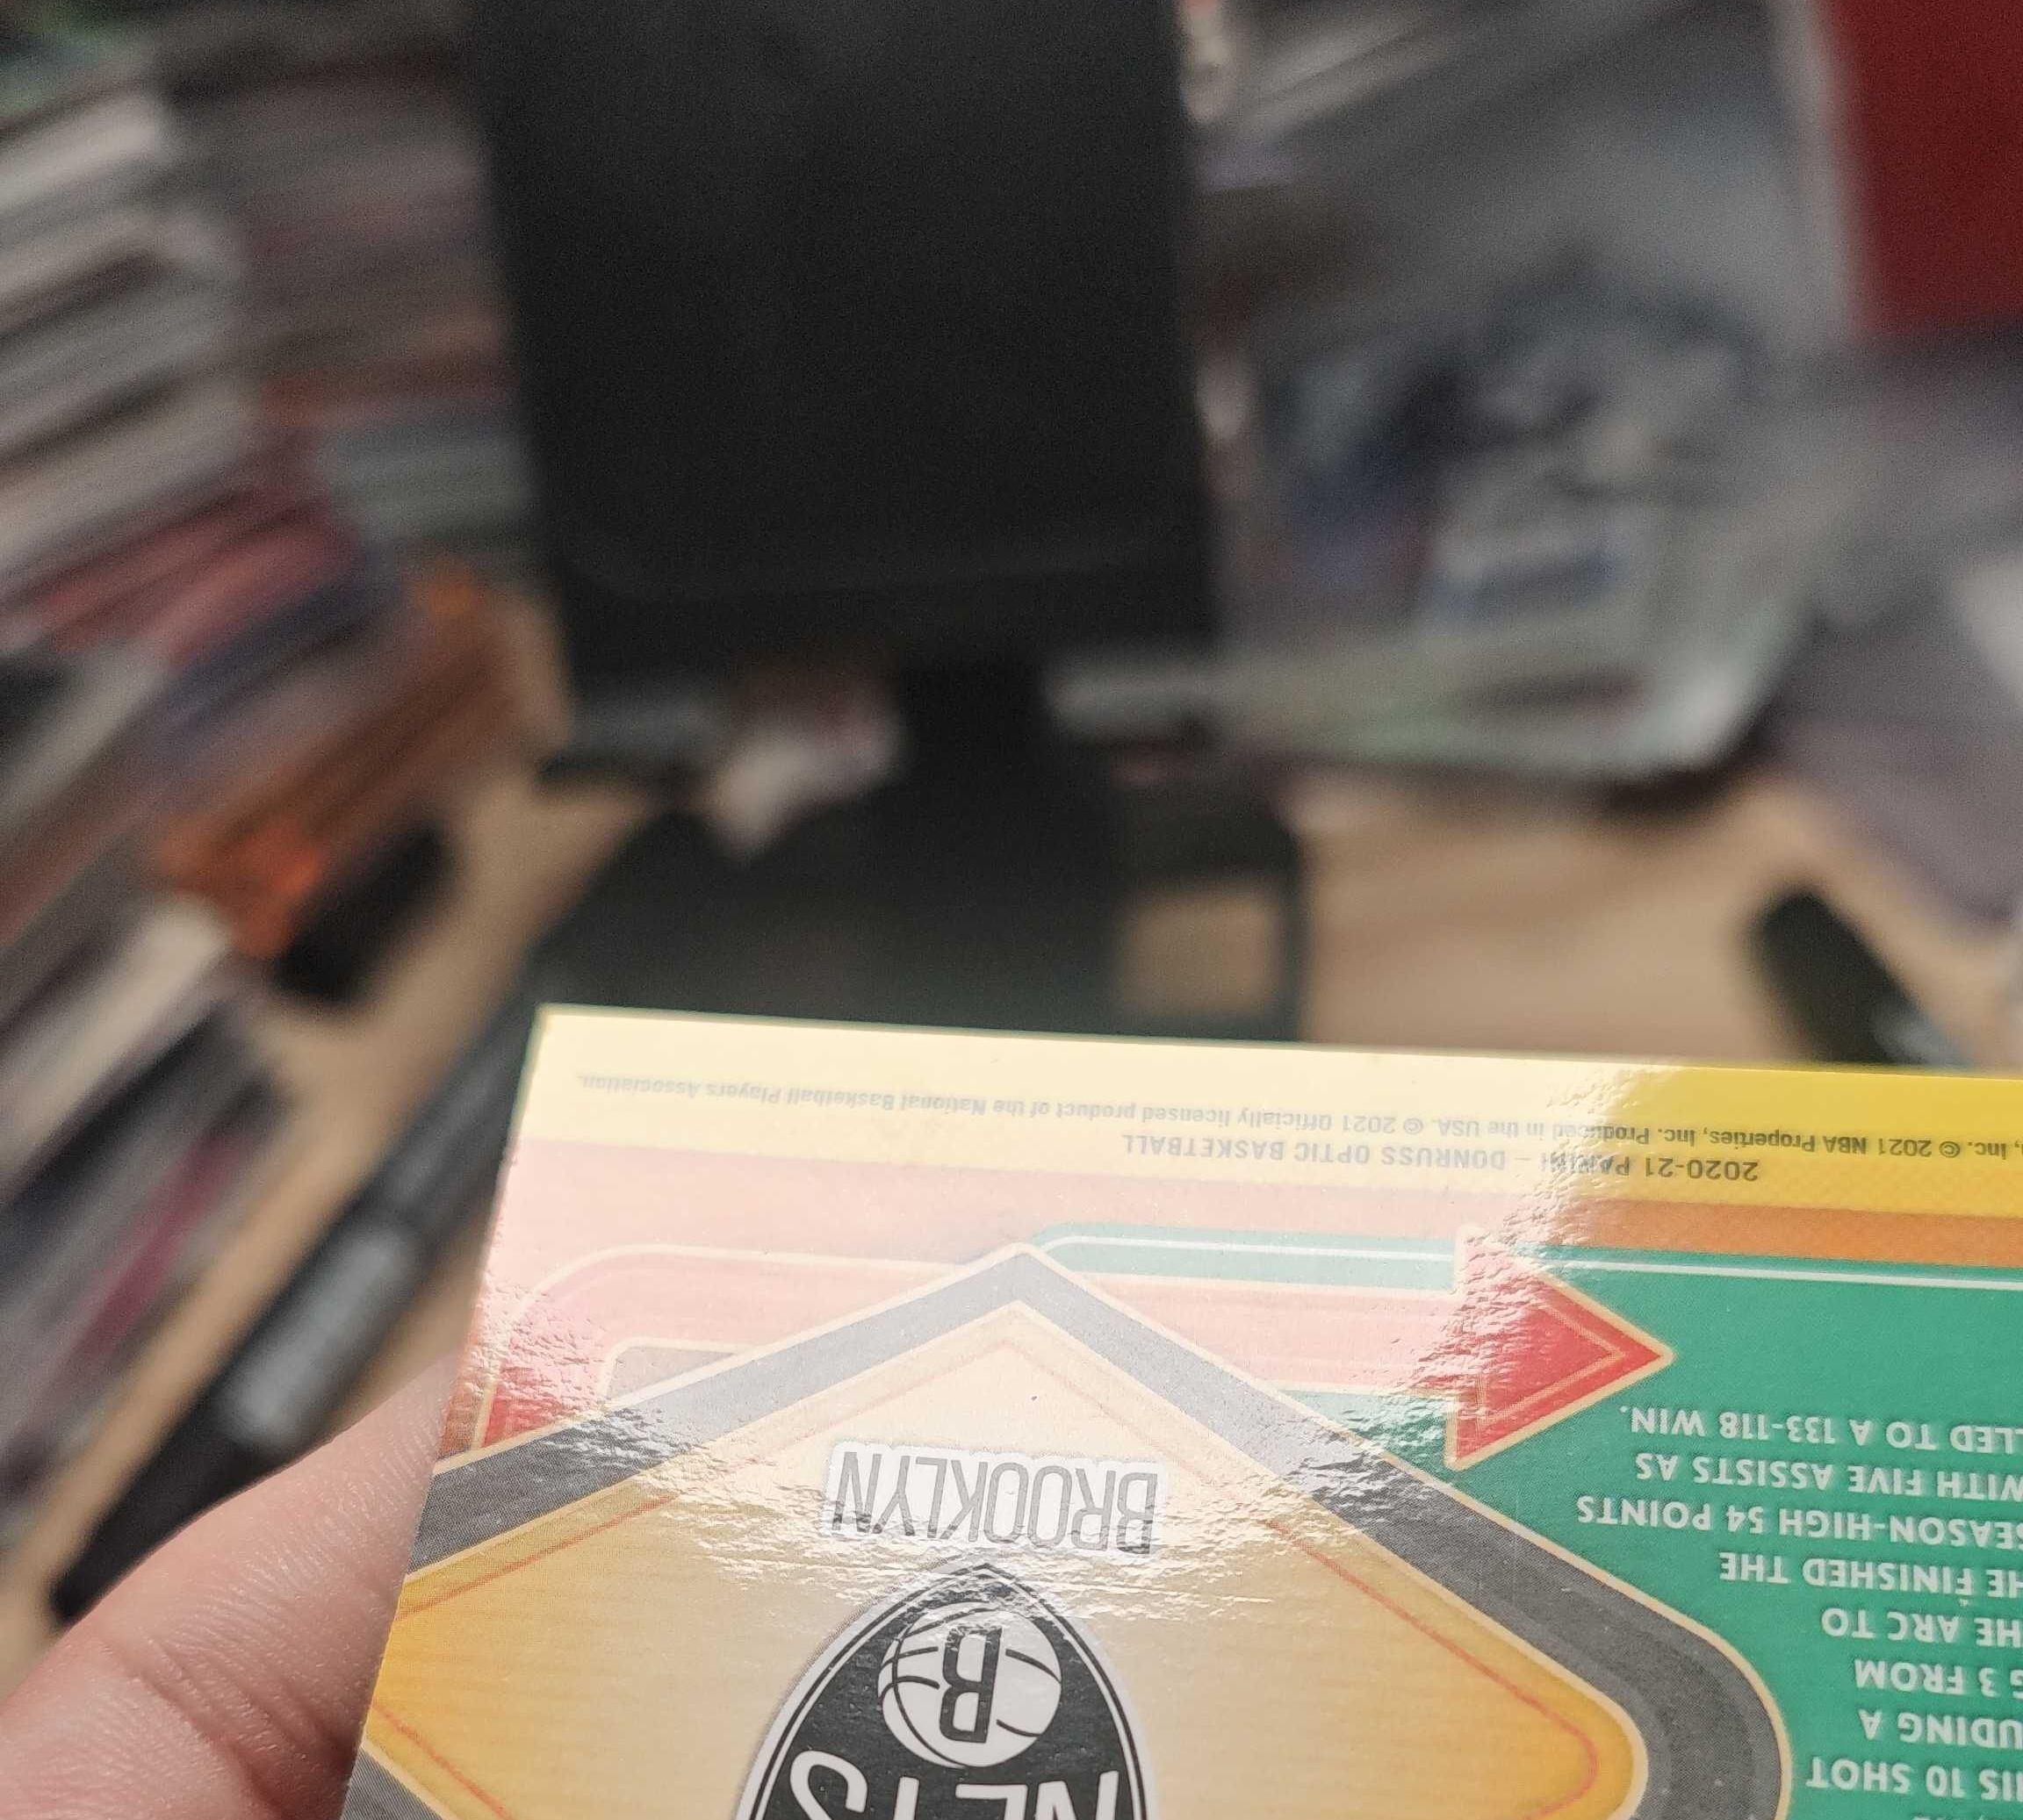 NETS
B
BROOKLYN
IS 10 SHOT
UDING A
G 3 FROM
HE ARC TO
HE FINISHED THE
SEASON-HIGH 54 POINTS
WITH FIVE ASSISTS AS
LLED TO A 133-118 WIN.
2020-21 PANINI – DONRUSS OPTIC BASKETBALL
, Inc. © 2021 NBA Properties, Inc. Produced in the USA. © 2021 Officially licensed product of the National Basketball Players Association.